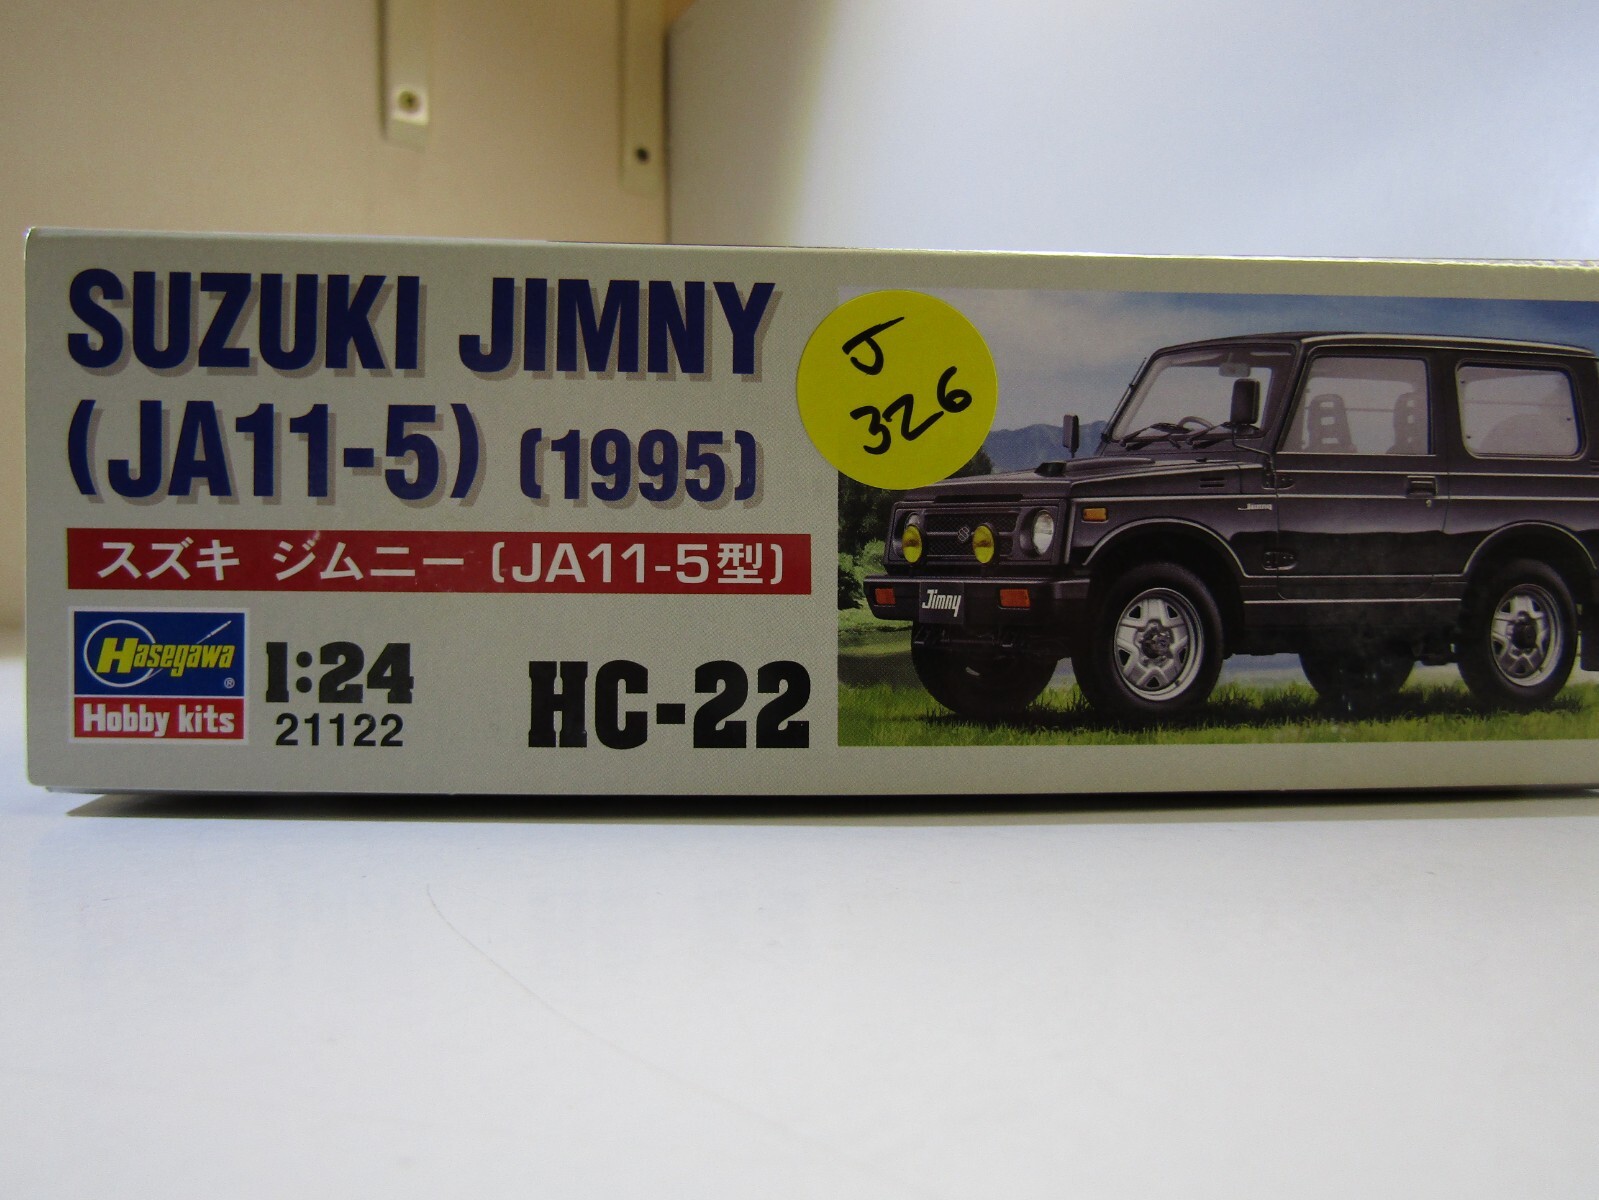 SUZUKI JIMNY
(JA11-5) (1995)
スズキ ジムニー (JA11-5型)
Hasegawa ®
Hobby kits
1:24
21122
HC-22
J
326
Jimny
Jimny